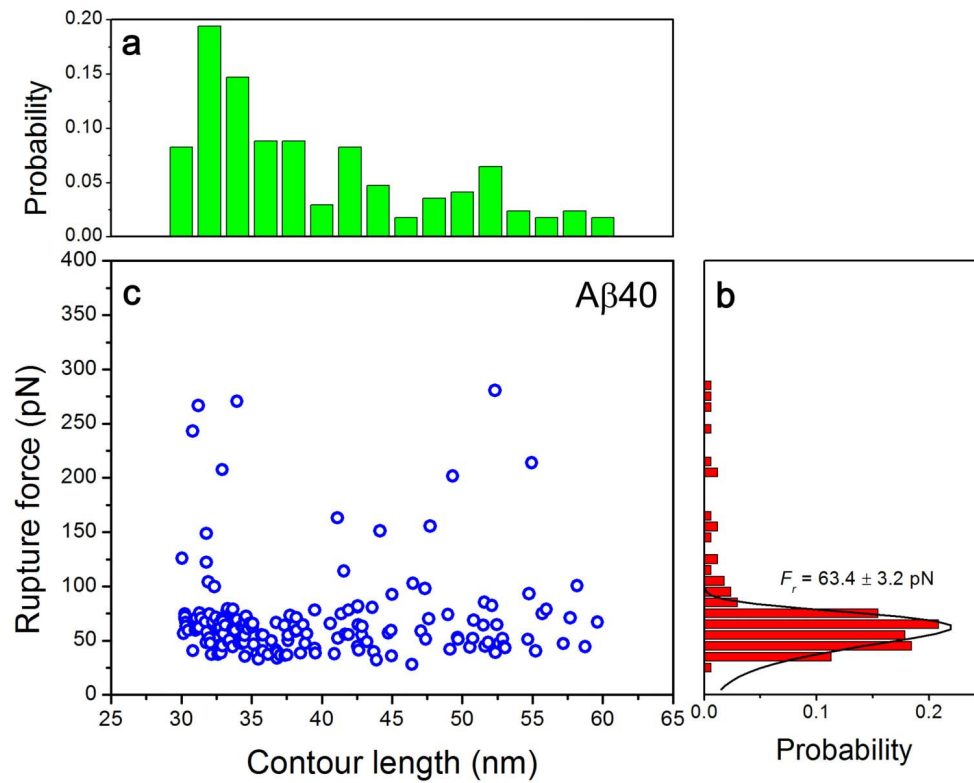 a
0.20
0.15
0.10
0.05
0.00
Probability
c
Aβ40
400
350
300
250
200
150
100
50
0
Rupture force (pN)
25 30 35 40 45 50 55 60 65
Contour length (nm)
b
Fr = 63.4 ± 3.2 pN
0.0 0.1 0.2
Probability